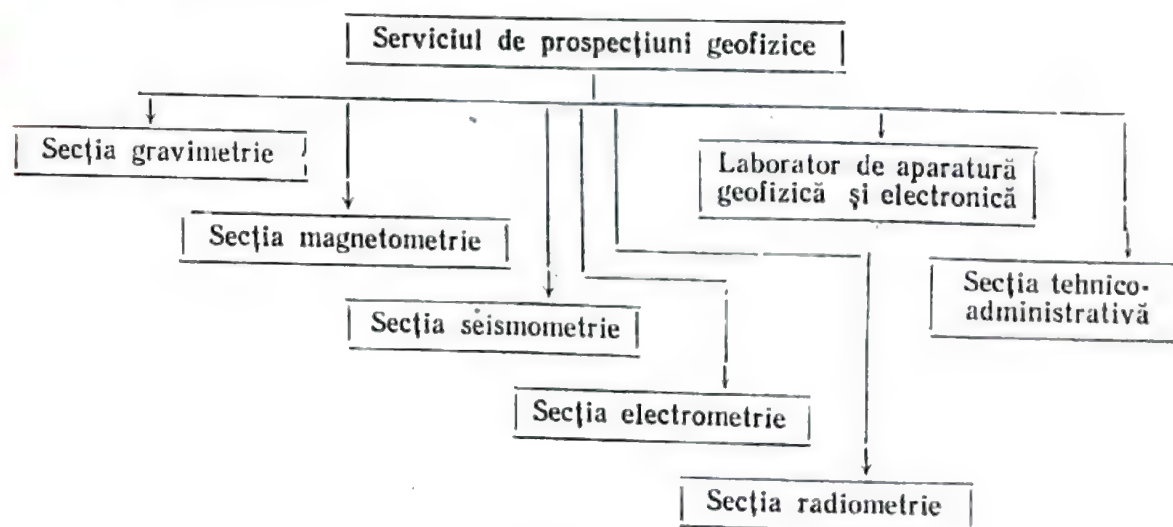 Serviciul de prospecţiuni geofizice
Secţia gravimetrie
Laborator de aparatură
geofizică şi electronică
Secţia magnetometrie
Secţia tehnico-
administrativă
Secţia seismometrie
Secţia electrometrie
Secţia radiometrie